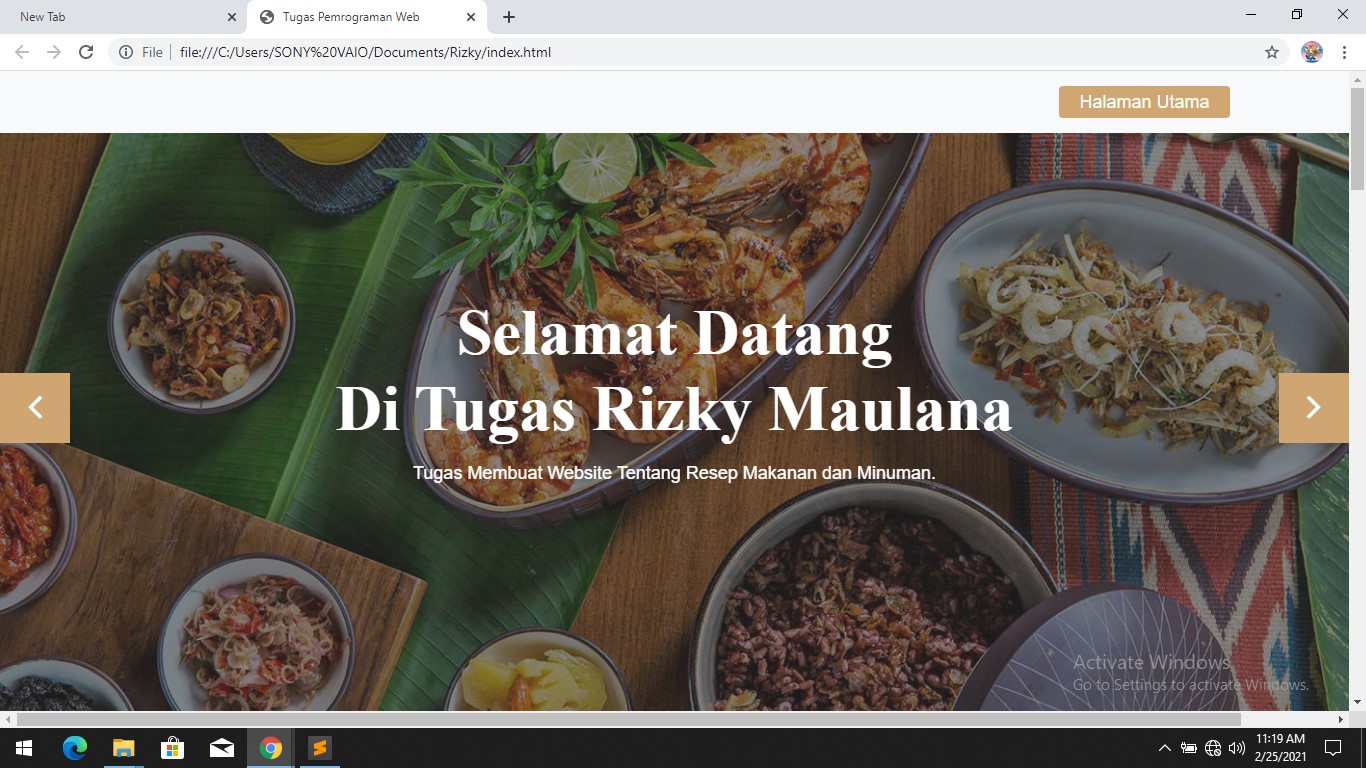 New Tab
Tugas Pemrograman Web
File
file:///C:/Users/SONY%20VAIO/Documents/Rizky/index.html
Halaman Utama
Selamat Datang
Di Tugas Rizky Maulana
Tugas Membuat Website Tentang Resep Makanan dan Minuman.
Activate Windows
Go to Settings to activate Windows.
11:19 AM
2/25/2021